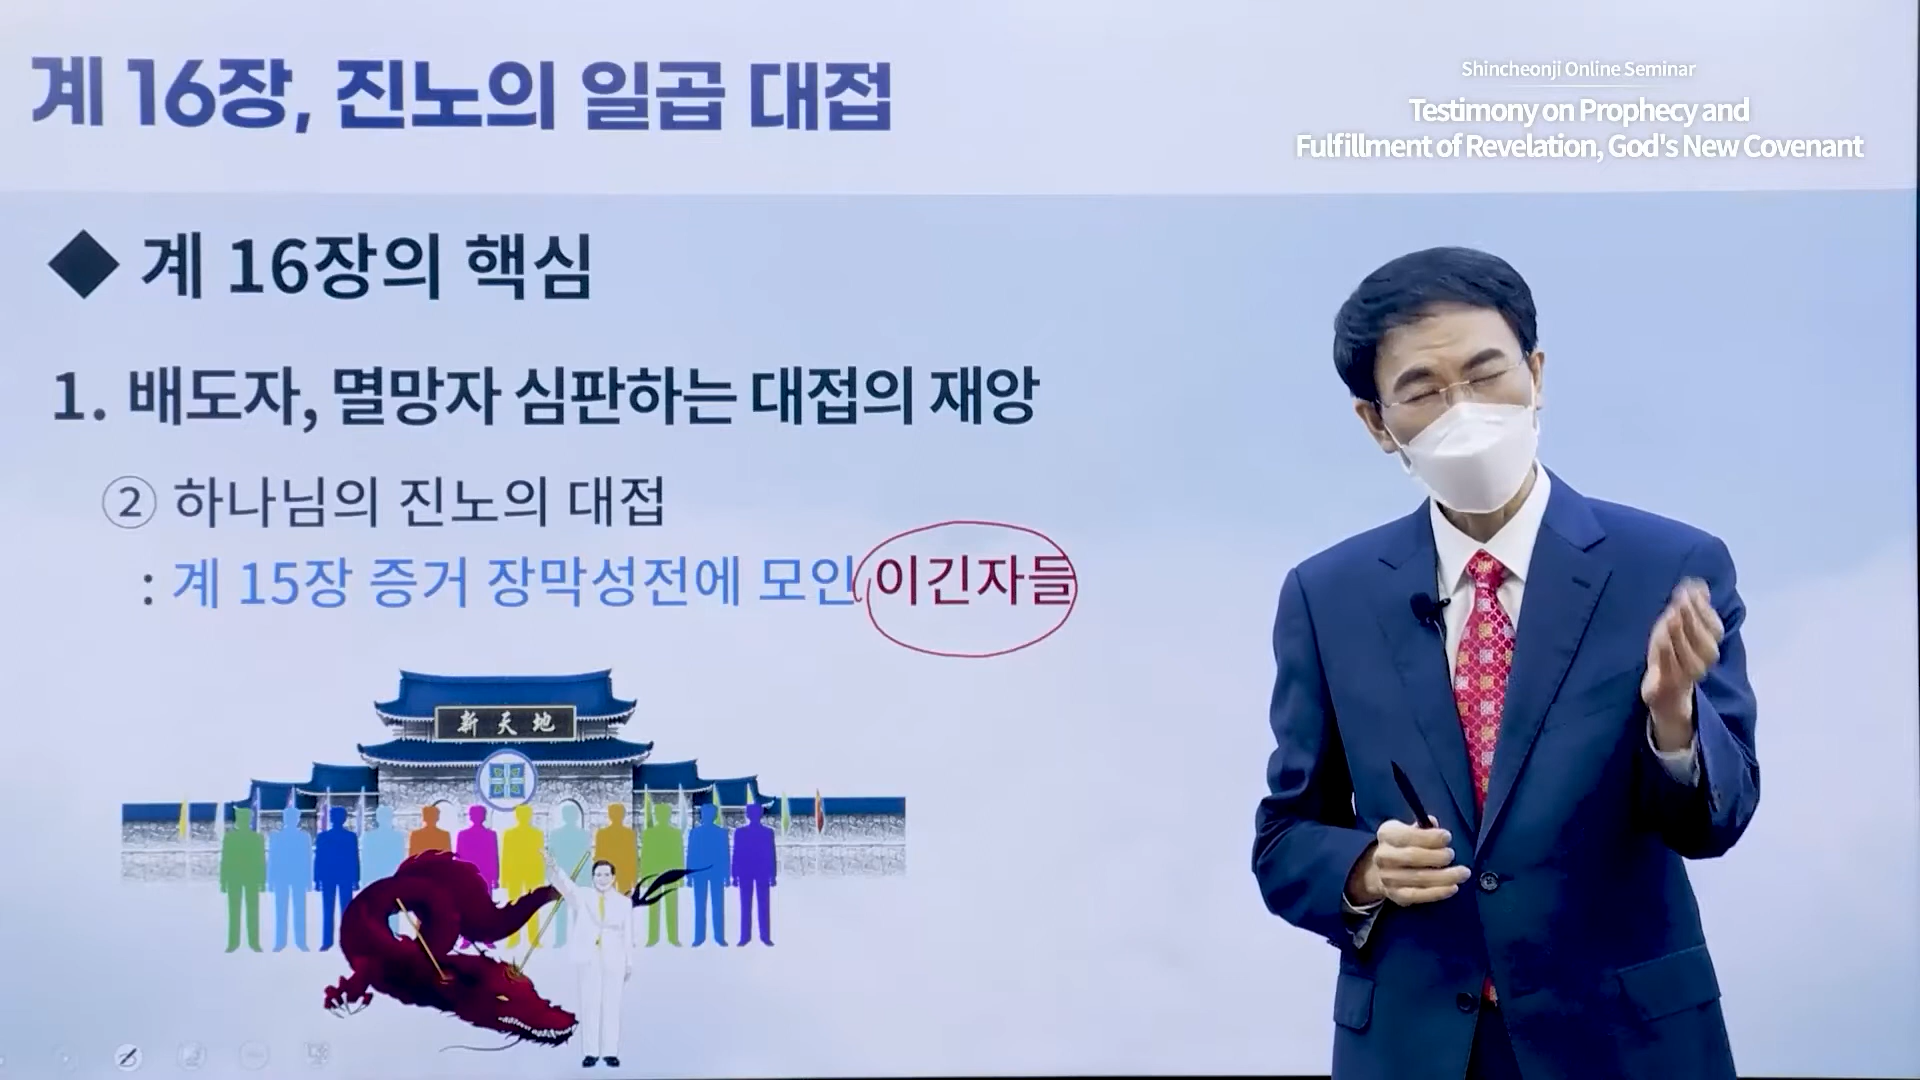 계 16장, 진노의 일곱 대접
Shincheonji Online Seminar
Testimony on Prophecy and
Fulfillment of Revelation, God's New Covenant
◆ 계 16장의 핵심
1. 배도자, 멸망자 심판하는 대접의 재앙
② 하나님의 진노의 대접
: 계 15장 증거 장막성전에 모인 이긴자들
新天地